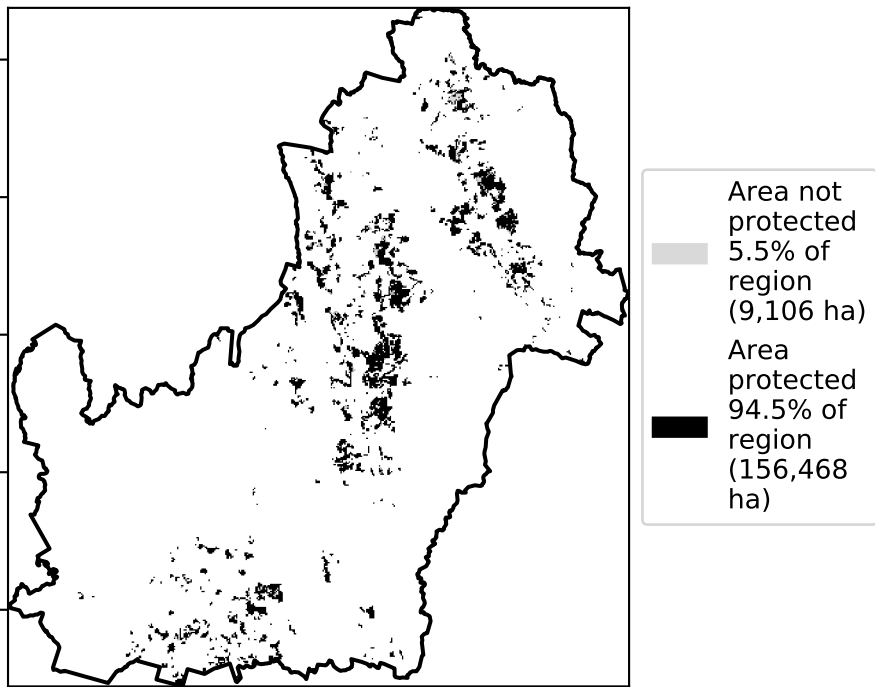 Area not
protected
5.5% of
region
(9,106 ha)
Area
protected
94.5% of
region
(156,468
ha)